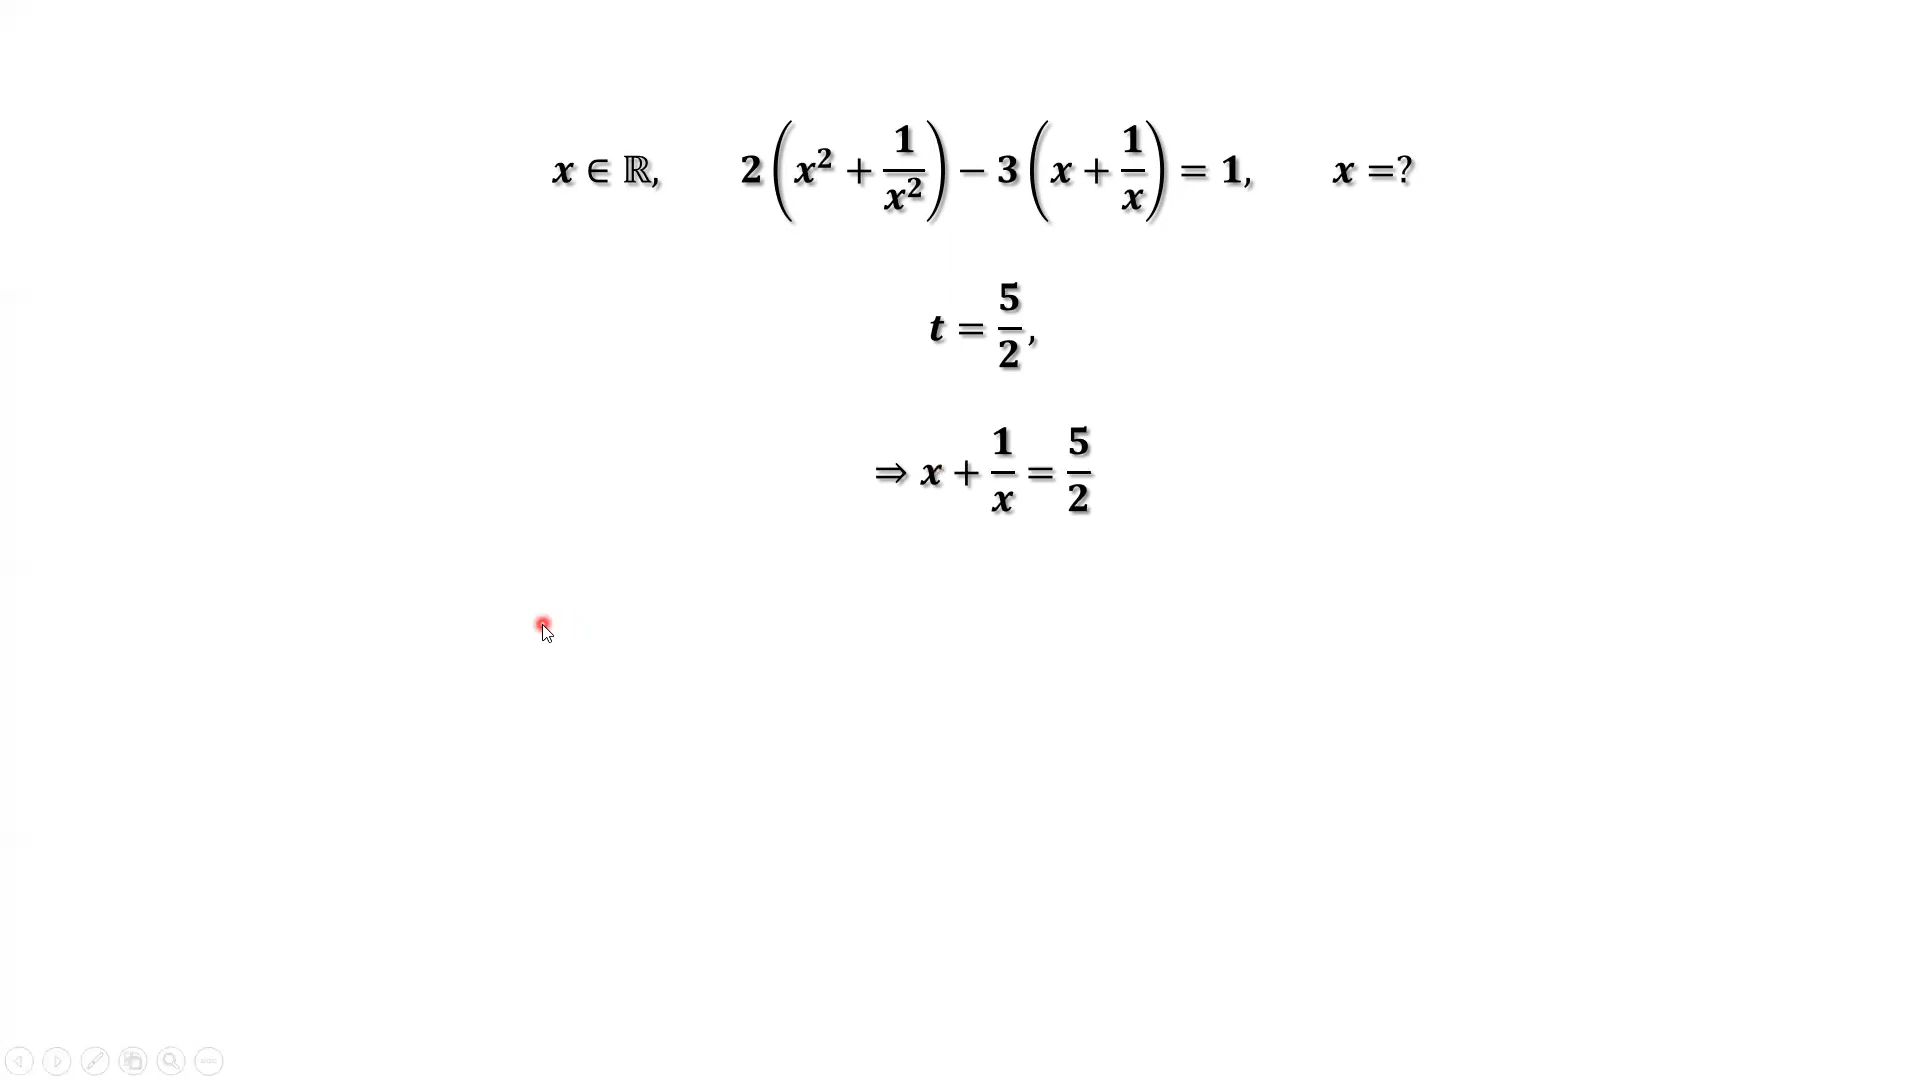 x ∈ ℝ, 2(x² + 1/x²) − 3(x + 1/x) = 1, x =?
t = 5/2,
⇒ x + 1/x = 5/2